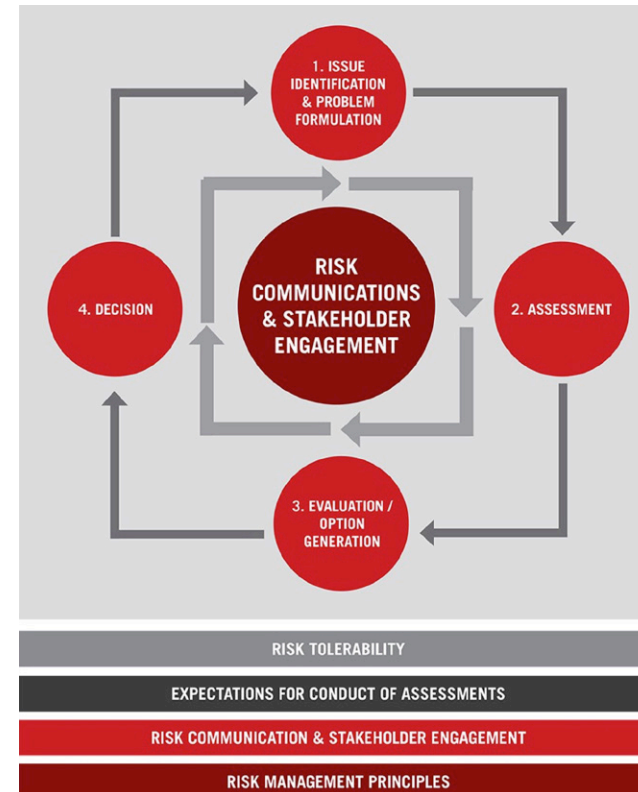 1. ISSUE
IDENTIFICATION
& PROBLEM
FORMULATION
RISK
COMMUNICATIONS
& STAKEHOLDER
ENGAGEMENT
4. DECISION
2. ASSESSMENT
3. EVALUATION /
OPTION
GENERATION
RISK TOLERABILITY
EXPECTATIONS FOR CONDUCT OF ASSESSMENTS
RISK COMMUNICATION & STAKEHOLDER ENGAGEMENT
RISK MANAGEMENT PRINCIPLES